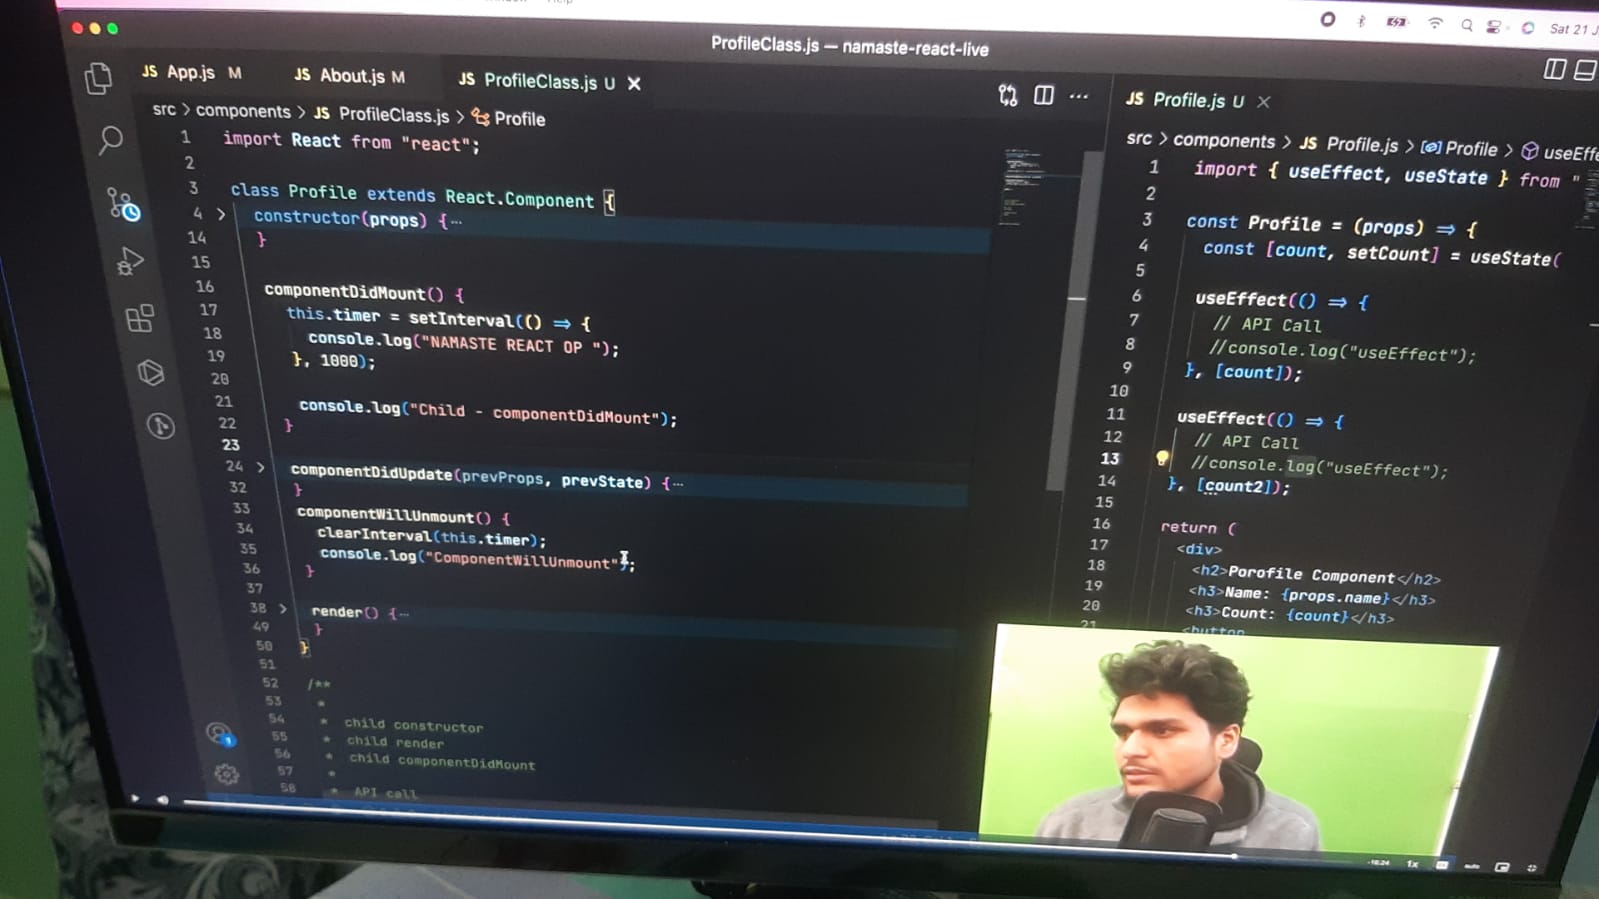 Sat 21 J
ProfileClass.js — namaste-react-live
JS App.js M
JS About.js M
JS ProfileClass.js U
src > components > JS ProfileClass.js > Profile
1 import React from "react";
2
3 class Profile extends React.Component {
4 > constructor(props) {…
14 }
15
16 componentDidMount() {
17 this.timer = setInterval(() => {
18 console.log("NAMASTE REACT OP ");
19 }, 1000);
20
21 console.log("Child - componentDidMount");
22 }
23
24 > componentDidUpdate(prevProps, prevState) {…
32 }
33 componentWillUnmount() {
34 clearInterval(this.timer);
35 console.log("ComponentWillUnmount");
36 }
37
38 > render() {…
49 }
50 }
51
52 /**
53 *
54 * child constructor
55 * child render
56 * child componentDidMount
57 *
58 * API call
JS Profile.js U
src > components > JS Profile.js > Profile > useEffe
1 import { useEffect, useState } from "
2
3 const Profile = (props) => {
4 const [count, setCount] = useState(
5
6 useEffect(() => {
7 // API Call
8 //console.log("useEffect");
9 }, [count]);
10
11 useEffect(() => {
12 // API Call
13 //console.log("useEffect");
14 }, [count2]);
15
16 return (
17 <div>
18 <h2>Porofile Component</h2>
19 <h3>Name: {props.name}</h3>
20 <h3>Count: {count}</h3>
21 <button
1
1x